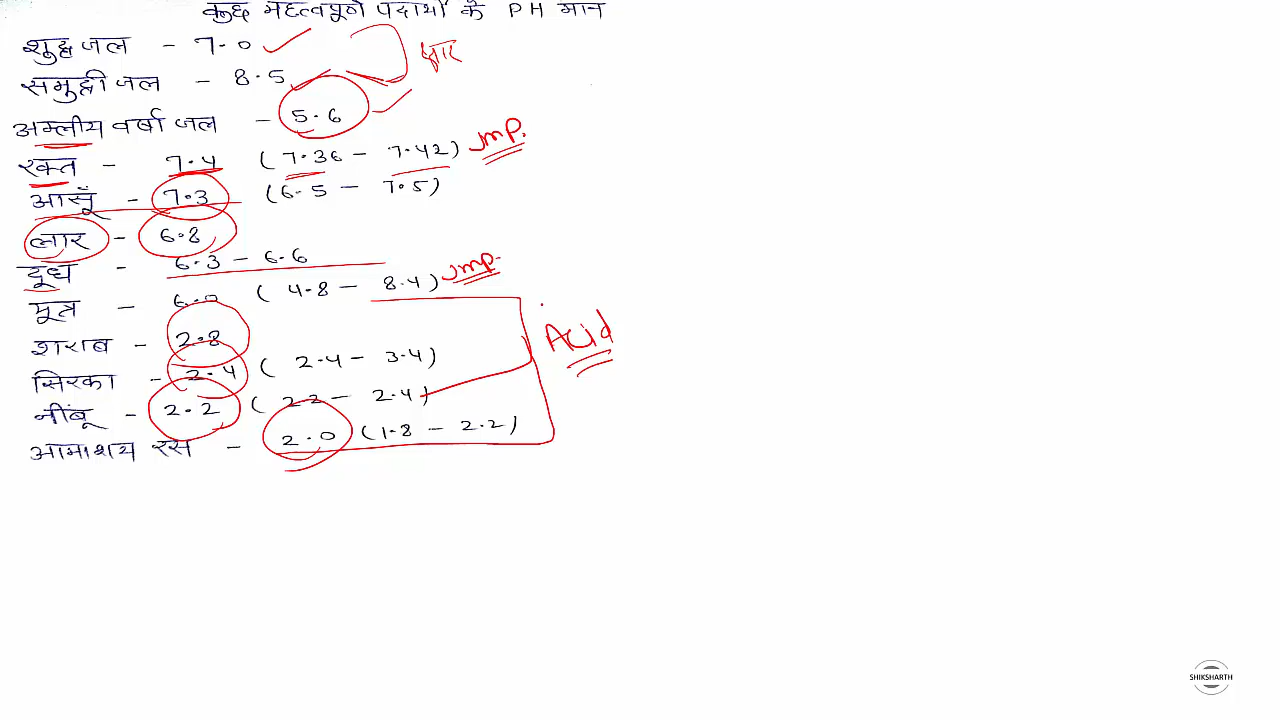 कुछ महत्वपूर्ण पदार्थों के PH मान
शुद्ध जल - 7.0
क्षार
समुद्री जल - 8.5
अम्लीय वर्षा जल - 5.6
रक्त - 7.4 (7.36 - 7.42) Imp.
आसूँ - 7.3 (6.5 - 7.5)
लार - 6.8
दूध - 6.3 - 6.6
मूत्र - 6.0 (4.8 - 8.4) Imp.
शराब - 2.8
Acid
सिरका - 2.4 (2.4 - 3.4)
नींबू - 2.2 (2.2 - 2.4)
आमाशय रस - 2.0 (1.8 - 2.2)
SHIKSHARTH